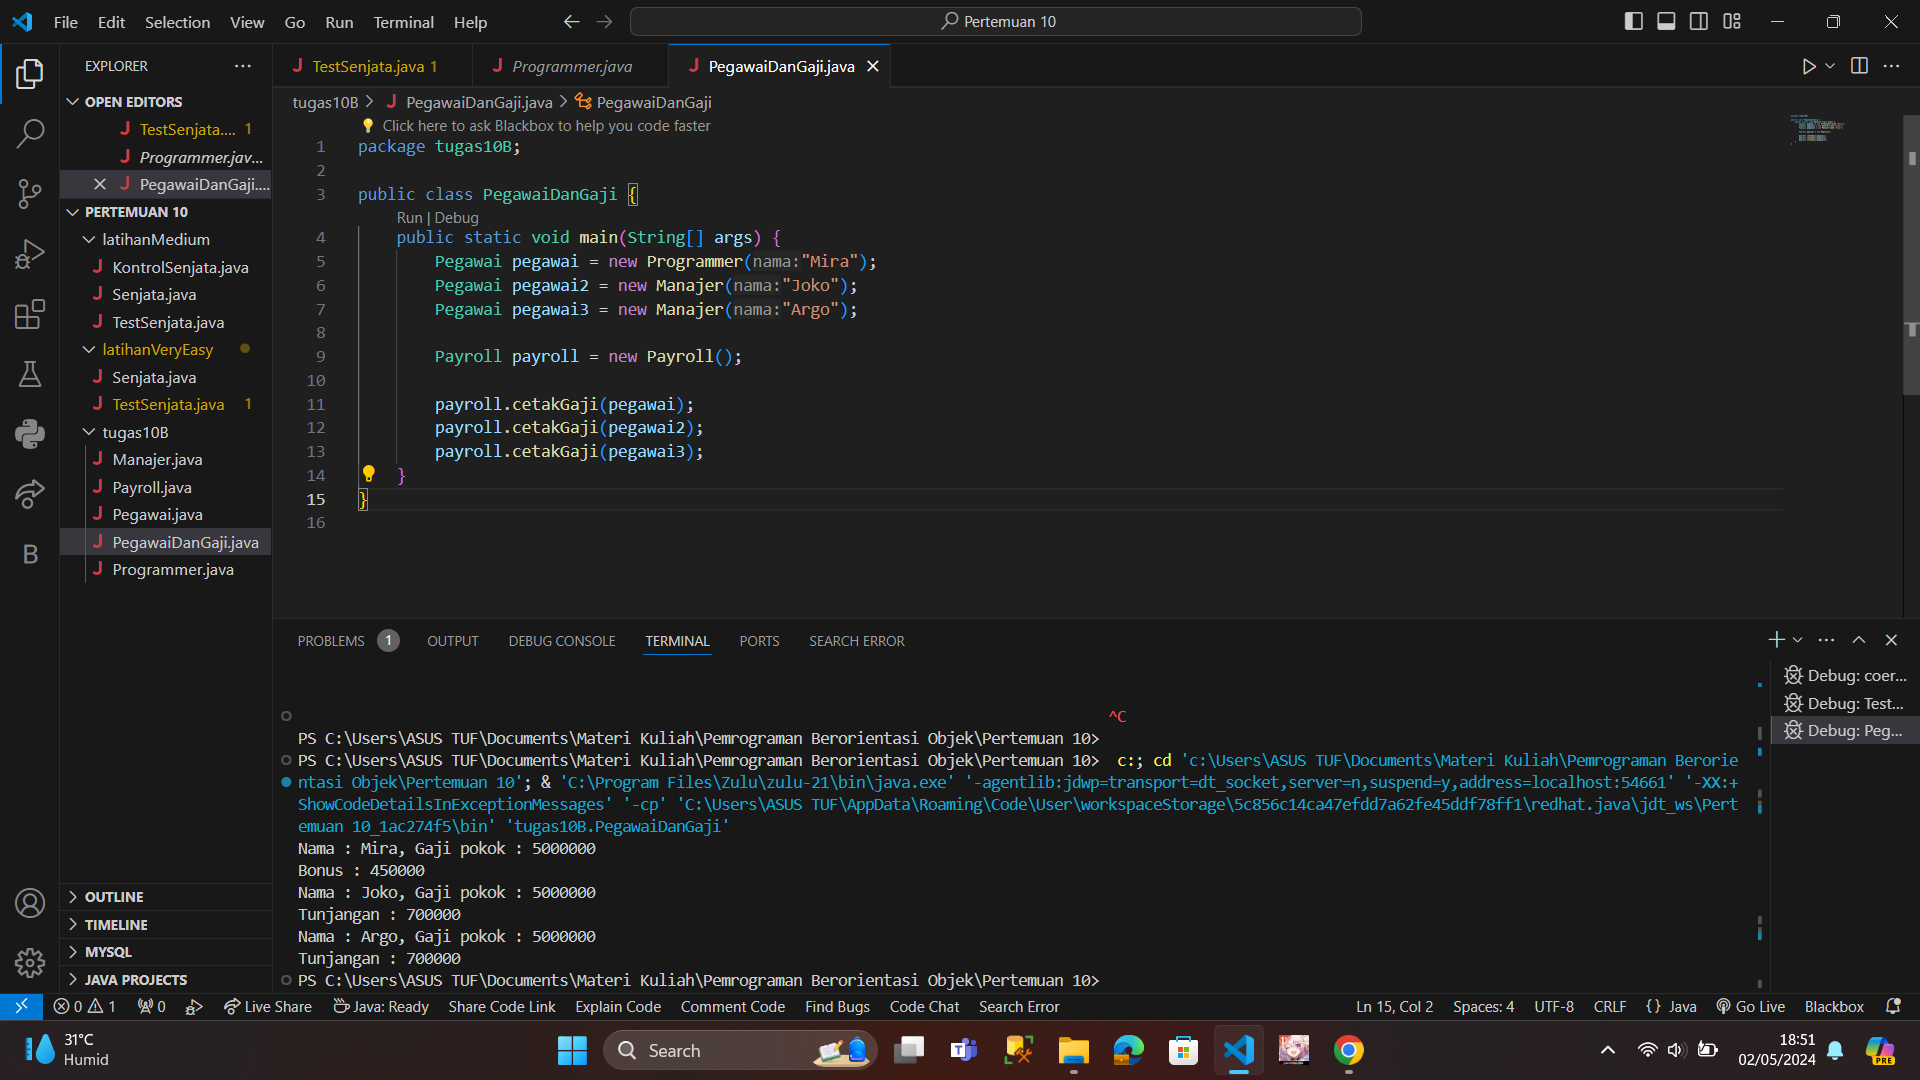 File Edit Selection View Go Run Terminal Help
Pertemuan 10
EXPLORER
OPEN EDITORS
TestSenjata.... 1
Programmer.jav...
PegawaiDanGaji....
PERTEMUAN 10
latihanMedium
KontrolSenjata.java
Senjata.java
TestSenjata.java
latihanVeryEasy
Senjata.java
TestSenjata.java 1
tugas10B
Manajer.java
Payroll.java
Pegawai.java
PegawaiDanGaji.java
Programmer.java
OUTLINE
TIMELINE
MYSQL
JAVA PROJECTS
TestSenjata.java 1
Programmer.java
PegawaiDanGaji.java
tugas10B > PegawaiDanGaji.java > PegawaiDanGaji
Click here to ask Blackbox to help you code faster
1 package tugas10B;
2
3 public class PegawaiDanGaji {
Run | Debug
4 public static void main(String[] args) {
5 Pegawai pegawai = new Programmer(nama:"Mira");
6 Pegawai pegawai2 = new Manajer(nama:"Joko");
7 Pegawai pegawai3 = new Manajer(nama:"Argo");
8
9 Payroll payroll = new Payroll();
10
11 payroll.cetakGaji(pegawai);
12 payroll.cetakGaji(pegawai2);
13 payroll.cetakGaji(pegawai3);
14 }
15 }
16
PROBLEMS 1 OUTPUT DEBUG CONSOLE TERMINAL PORTS SEARCH ERROR
^C
PS C:\Users\ASUS TUF\Documents\Materi Kuliah\Pemrograman Berorientasi Objek\Pertemuan 10>
PS C:\Users\ASUS TUF\Documents\Materi Kuliah\Pemrograman Berorientasi Objek\Pertemuan 10> c:; cd 'c:\Users\ASUS TUF\Documents\Materi Kuliah\Pemrograman Berorie
ntasi Objek\Pertemuan 10'; & 'C:\Program Files\Zulu\zulu-21\bin\java.exe' '-agentlib:jdwp=transport=dt_socket,server=n,suspend=y,address=localhost:54661' '-XX:+
ShowCodeDetailsInExceptionMessages' '-cp' 'C:\Users\ASUS TUF\AppData\Roaming\Code\User\workspaceStorage\5c856c14ca47efdd7a62fe45ddf78ff1\redhat.java\jdt_ws\Pert
emuan 10_1ac274f5\bin' 'tugas10B.PegawaiDanGaji'
Nama : Mira, Gaji pokok : 5000000
Bonus : 450000
Nama : Joko, Gaji pokok : 5000000
Tunjangan : 700000
Nama : Argo, Gaji pokok : 5000000
Tunjangan : 700000
PS C:\Users\ASUS TUF\Documents\Materi Kuliah\Pemrograman Berorientasi Objek\Pertemuan 10>
Debug: coer...
Debug: Test...
Debug: Peg...
0 1 0 Live Share Java: Ready Share Code Link Explain Code Comment Code Find Bugs Code Chat Search Error
Ln 15, Col 2 Spaces: 4 UTF-8 CRLF {} Java Go Live Blackbox
31°C
Humid
Search
18:51
02/05/2024
PRE